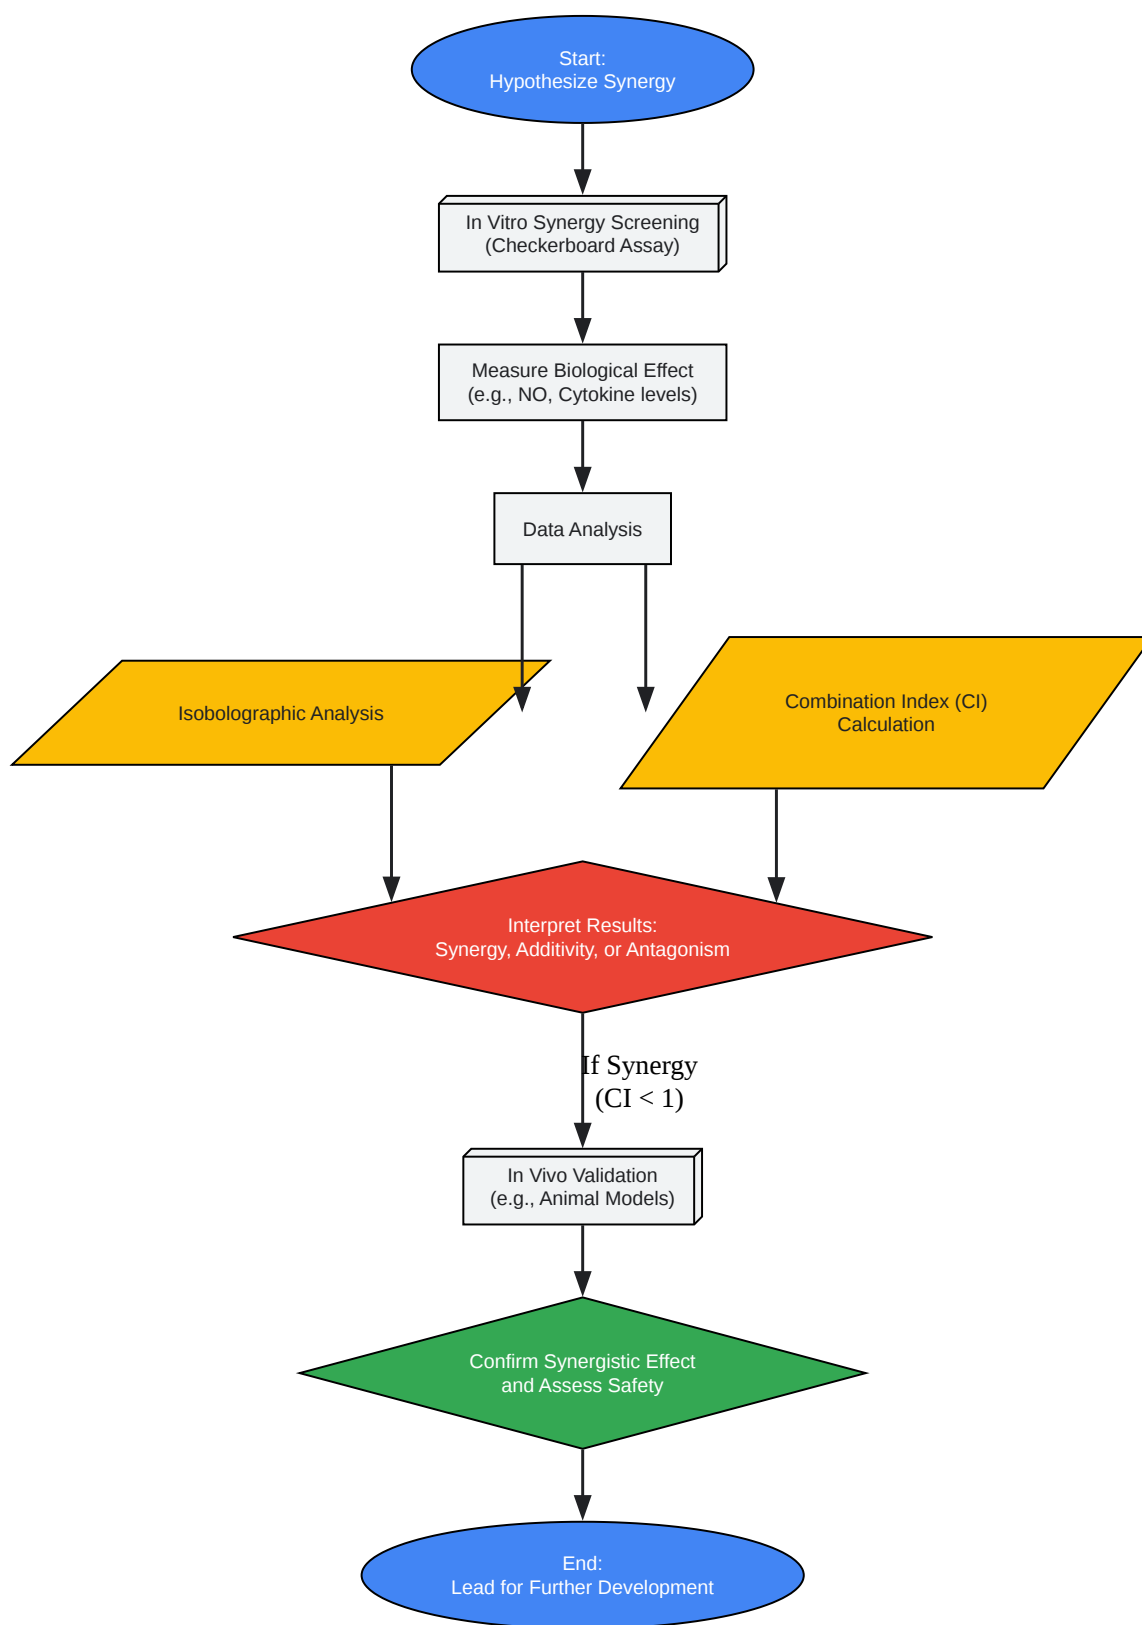 Start:
Hypothesize Synergy
In Vitro Synergy Screening
(Checkerboard Assay)
Measure Biological Effect
(e.g., NO, Cytokine levels)
Data Analysis
Isobolographic Analysis
Combination Index (CI)
Calculation
Interpret Results:
Synergy, Additivity, or Antagonism
If Synergy
(CI < 1)
In Vivo Validation
(e.g., Animal Models)
Confirm Synergistic Effect
and Assess Safety
End:
Lead for Further Development